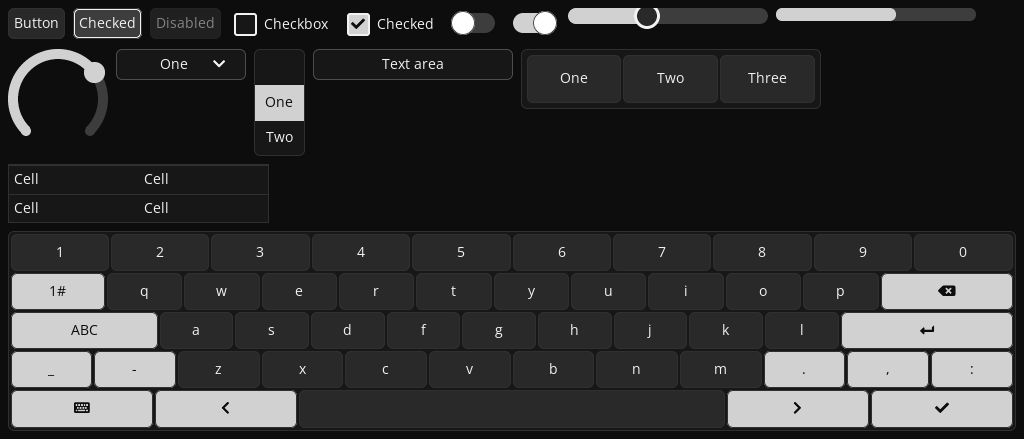 Button Checked Disabled Checkbox Checked
One One Two Text area One Two Three
Cell Cell
Cell Cell
1 2 3 4 5 6 7 8 9 0
1# q w e r t y u i o p
ABC a s d f g h j k l
_ - z x c v b n m . , :